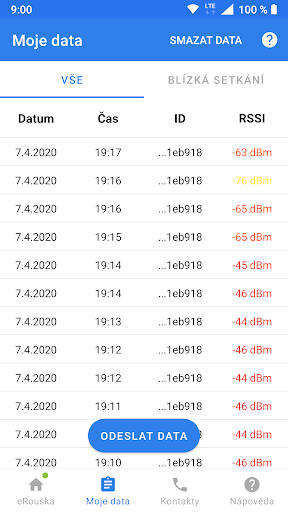 9:00 LTE
Moje data SMAZAT DATA ?
VŠE BLÍZKÁ SETKÁNÍ
Datum Čas ID RSSI
7.4.2020 19:17 ...1eb918 -63 dBm
7.4.2020 19:16 ...1eb918 -76 dBm
7.4.2020 19:16 ...1eb918 -65 dBm
7.4.2020 19:15 ...1eb918 -65 dBm
7.4.2020 19:14 ...1eb918 -45 dBm
7.4.2020 19:14 ...1eb918 -46 dBm
7.4.2020 19:13 ...1eb918 -44 dBm
7.4.2020 19:12 ...1eb918 -46 dBm
7.4.2020 19:12 ...1eb918 -44 dBm
7.4.2020 19:11 ...1eb918 -46 dBm
7.4.2020 ...1eb918 -44 dBm
ODESLAT DATA
7.4.2020 19:10 ...1eb918 -46 dBm
eRouška Moje data Kontakty Nápověda